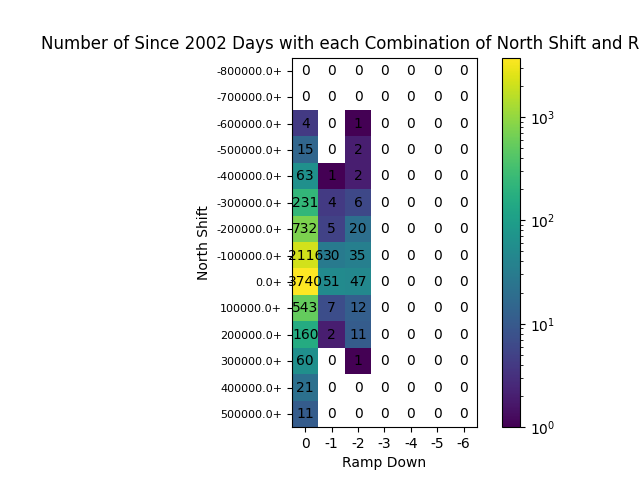 Number of Since 2002 Days with each Combination of North Shift and R
-800000.0+ 0 0 0 0 0 0 0
-700000.0+ 0 0 0 0 0 0 0
-600000.0+ 4 0 1 0 0 0 0
-500000.0+ 15 0 2 0 0 0 0
-400000.0+ 63 1 2 0 0 0 0
-300000.0+ 231 4 6 0 0 0 0
-200000.0+ 732 5 20 0 0 0 0
-100000.0+ 2116 30 35 0 0 0 0
0.0+ 3740 51 47 0 0 0 0
100000.0+ 543 7 12 0 0 0 0
200000.0+ 160 2 11 0 0 0 0
300000.0+ 60 0 1 0 0 0 0
400000.0+ 21 0 0 0 0 0 0
500000.0+ 11 0 0 0 0 0 0
0 -1 -2 -3 -4 -5 -6
Ramp Down
North Shift
10³
10²
10¹
10⁰